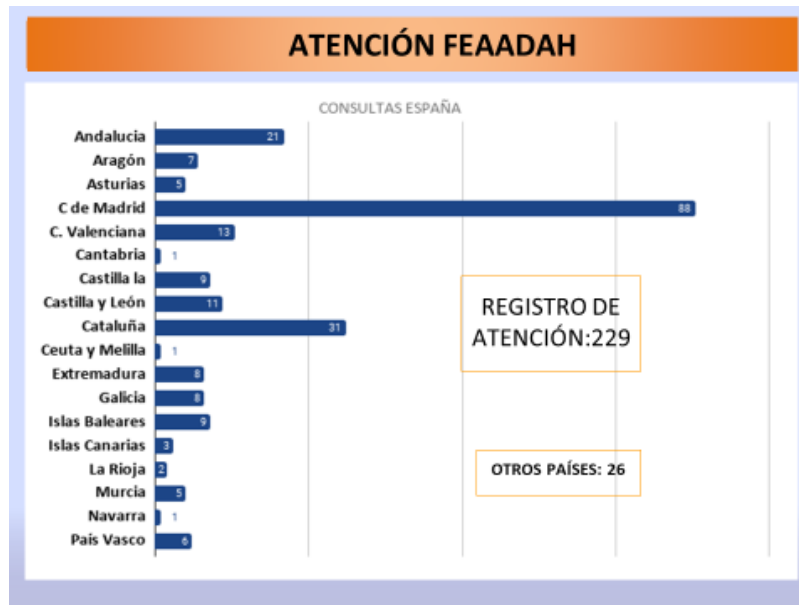 ATENCIÓN FEAADAH
CONSULTAS ESPAÑA
Andalucia 21
Aragón 7
Asturias 5
C de Madrid 88
C. Valenciana 13
Cantabria 1
Castilla la 9
Castilla y León 11
Cataluña 31
Ceuta y Melilla 1
Extremadura 8
Galicia 8
Islas Baleares 9
Islas Canarias 3
La Rioja 2
Murcia 5
Navarra 1
Pais Vasco 6
REGISTRO DE
ATENCIÓN:229
OTROS PAÍSES: 26